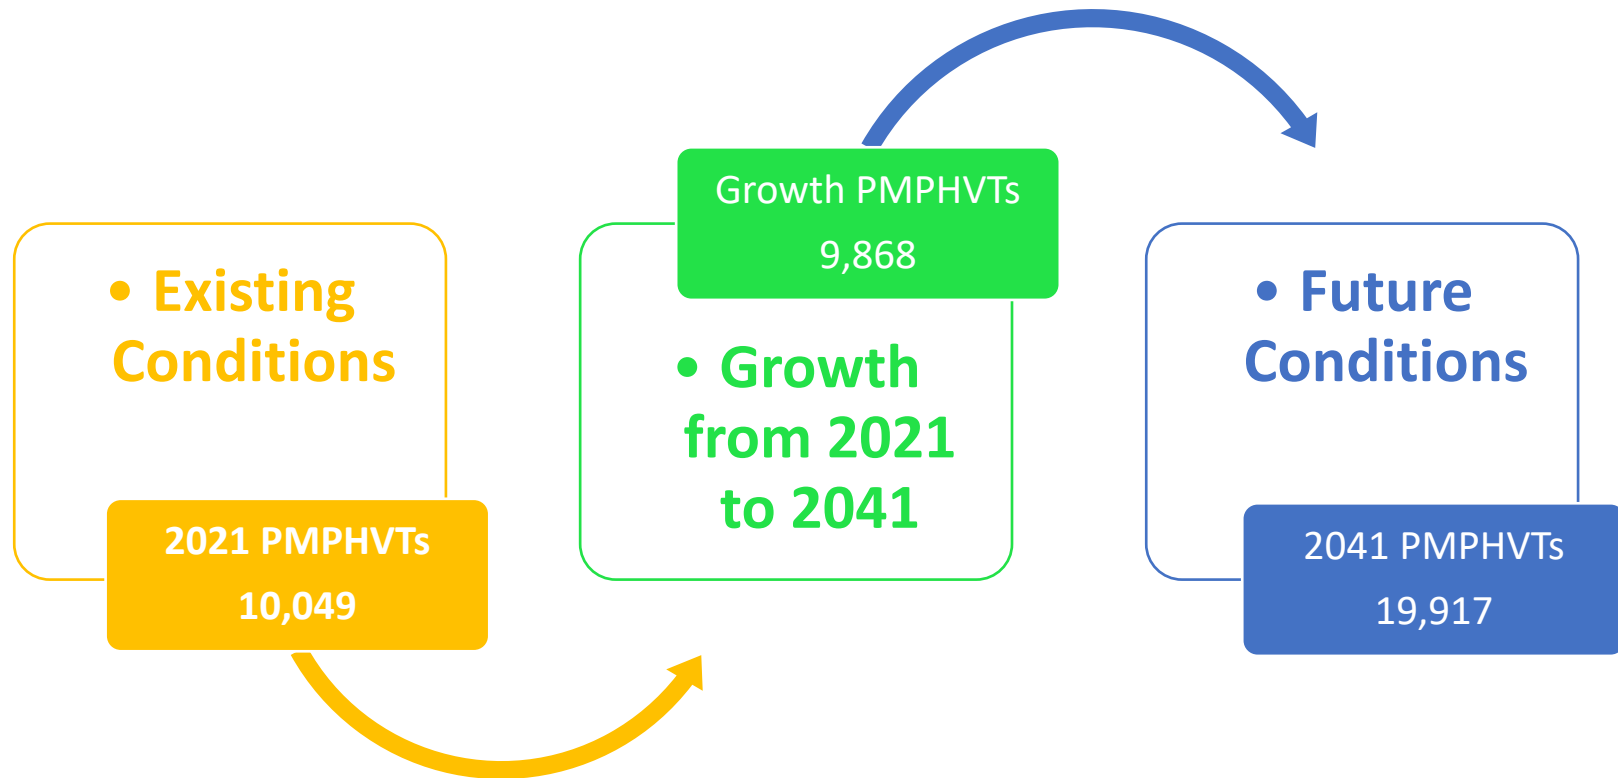 • Existing
Conditions
2021 PMPHVTs
10,049
Growth PMPHVTs
9,868
• Growth
from 2021
to 2041
• Future
Conditions
2041 PMPHVTs
19,917